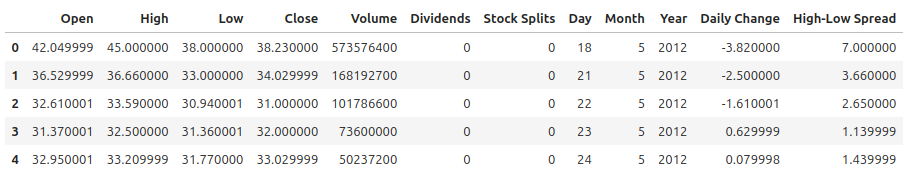 Open High Low Close Volume Dividends Stock Splits Day Month Year Daily Change High-Low Spread
0 42.049999 45.000000 38.000000 38.230000 573576400 0 0 18 5 2012 -3.820000 7.000000
1 36.529999 36.660000 33.000000 34.029999 168192700 0 0 21 5 2012 -2.500000 3.660000
2 32.610001 33.590000 30.940001 31.000000 101786600 0 0 22 5 2012 -1.610001 2.650000
3 31.370001 32.500000 31.360001 32.000000 73600000 0 0 23 5 2012 0.629999 1.139999
4 32.950001 33.209999 31.770000 33.029999 50237200 0 0 24 5 2012 0.079998 1.439999